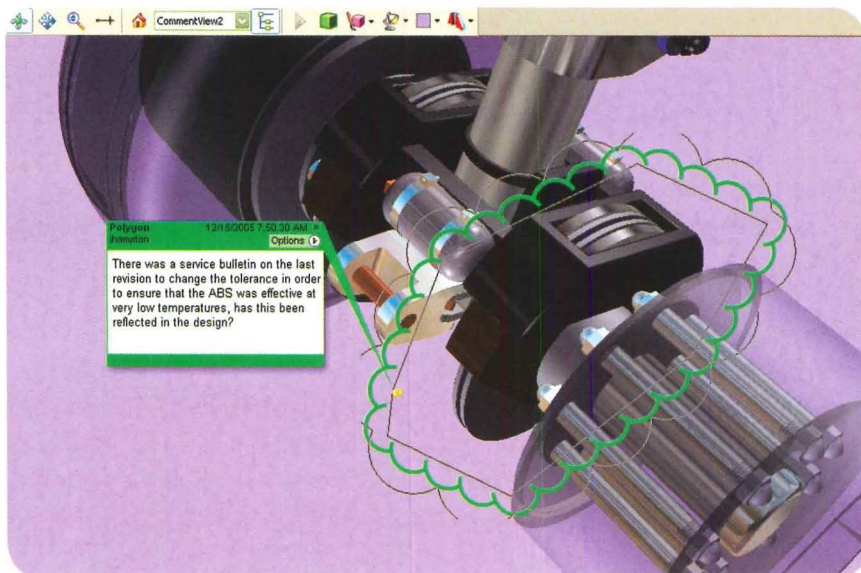 CommentView2
Polygon 12/15/2005 7:50:30 AM
jhampton Options
There was a service bulletin on the last
revision to change the tolerance in order
to ensure that the ABS was effective at
very low temperatures, has this been
reflected in the design?